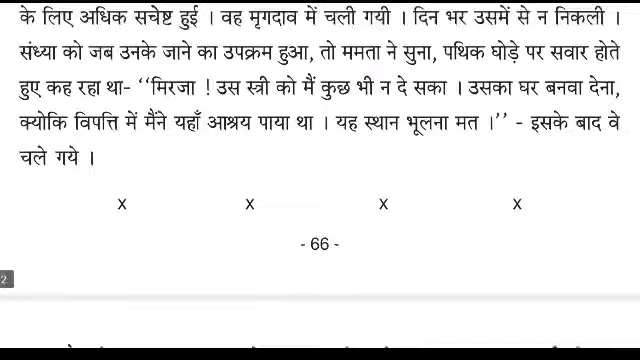 के लिए अधिक सचेष्ट हुई । वह मृगदाव में चली गयी । दिन भर उसमें से न निकली ।
संध्या को जब उनके जाने का उपक्रम हुआ, तो ममता ने सुना, पथिक घोड़े पर सवार होते
हुए कह रहा था- ‘‘मिरजा ! उस स्त्री को मैं कुछ भी न दे सका । उसका घर बनवा देना,
क्योकि विपत्ति में मैंने यहाँ आश्रय पाया था । यह स्थान भूलना मत ।’’ - इसके बाद वे
चले गये ।
x x x x
- 66 -
2